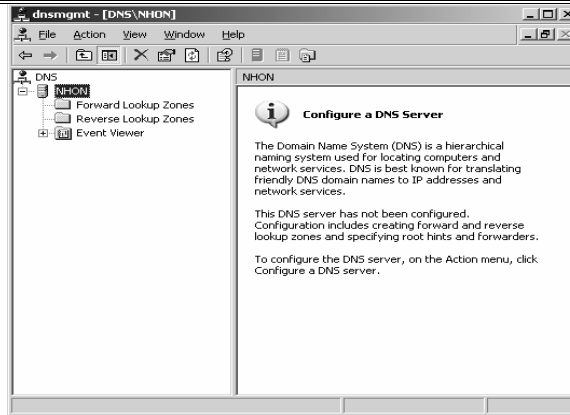 dnsmgmt - [DNS\NHON]
File Action View Window Help
DNS
NHON
Forward Lookup Zones
Reverse Lookup Zones
Event Viewer
NHON
Configure a DNS Server
The Domain Name System (DNS) is a hierarchical
naming system used for locating computers and
network services. DNS is best known for translating
friendly DNS domain names to IP addresses and
network services.
This DNS server has not been configured.
Configuration includes creating forward and reverse
lookup zones and specifying root hints and forwarders.
To configure the DNS server, on the Action menu, click
Configure a DNS server.